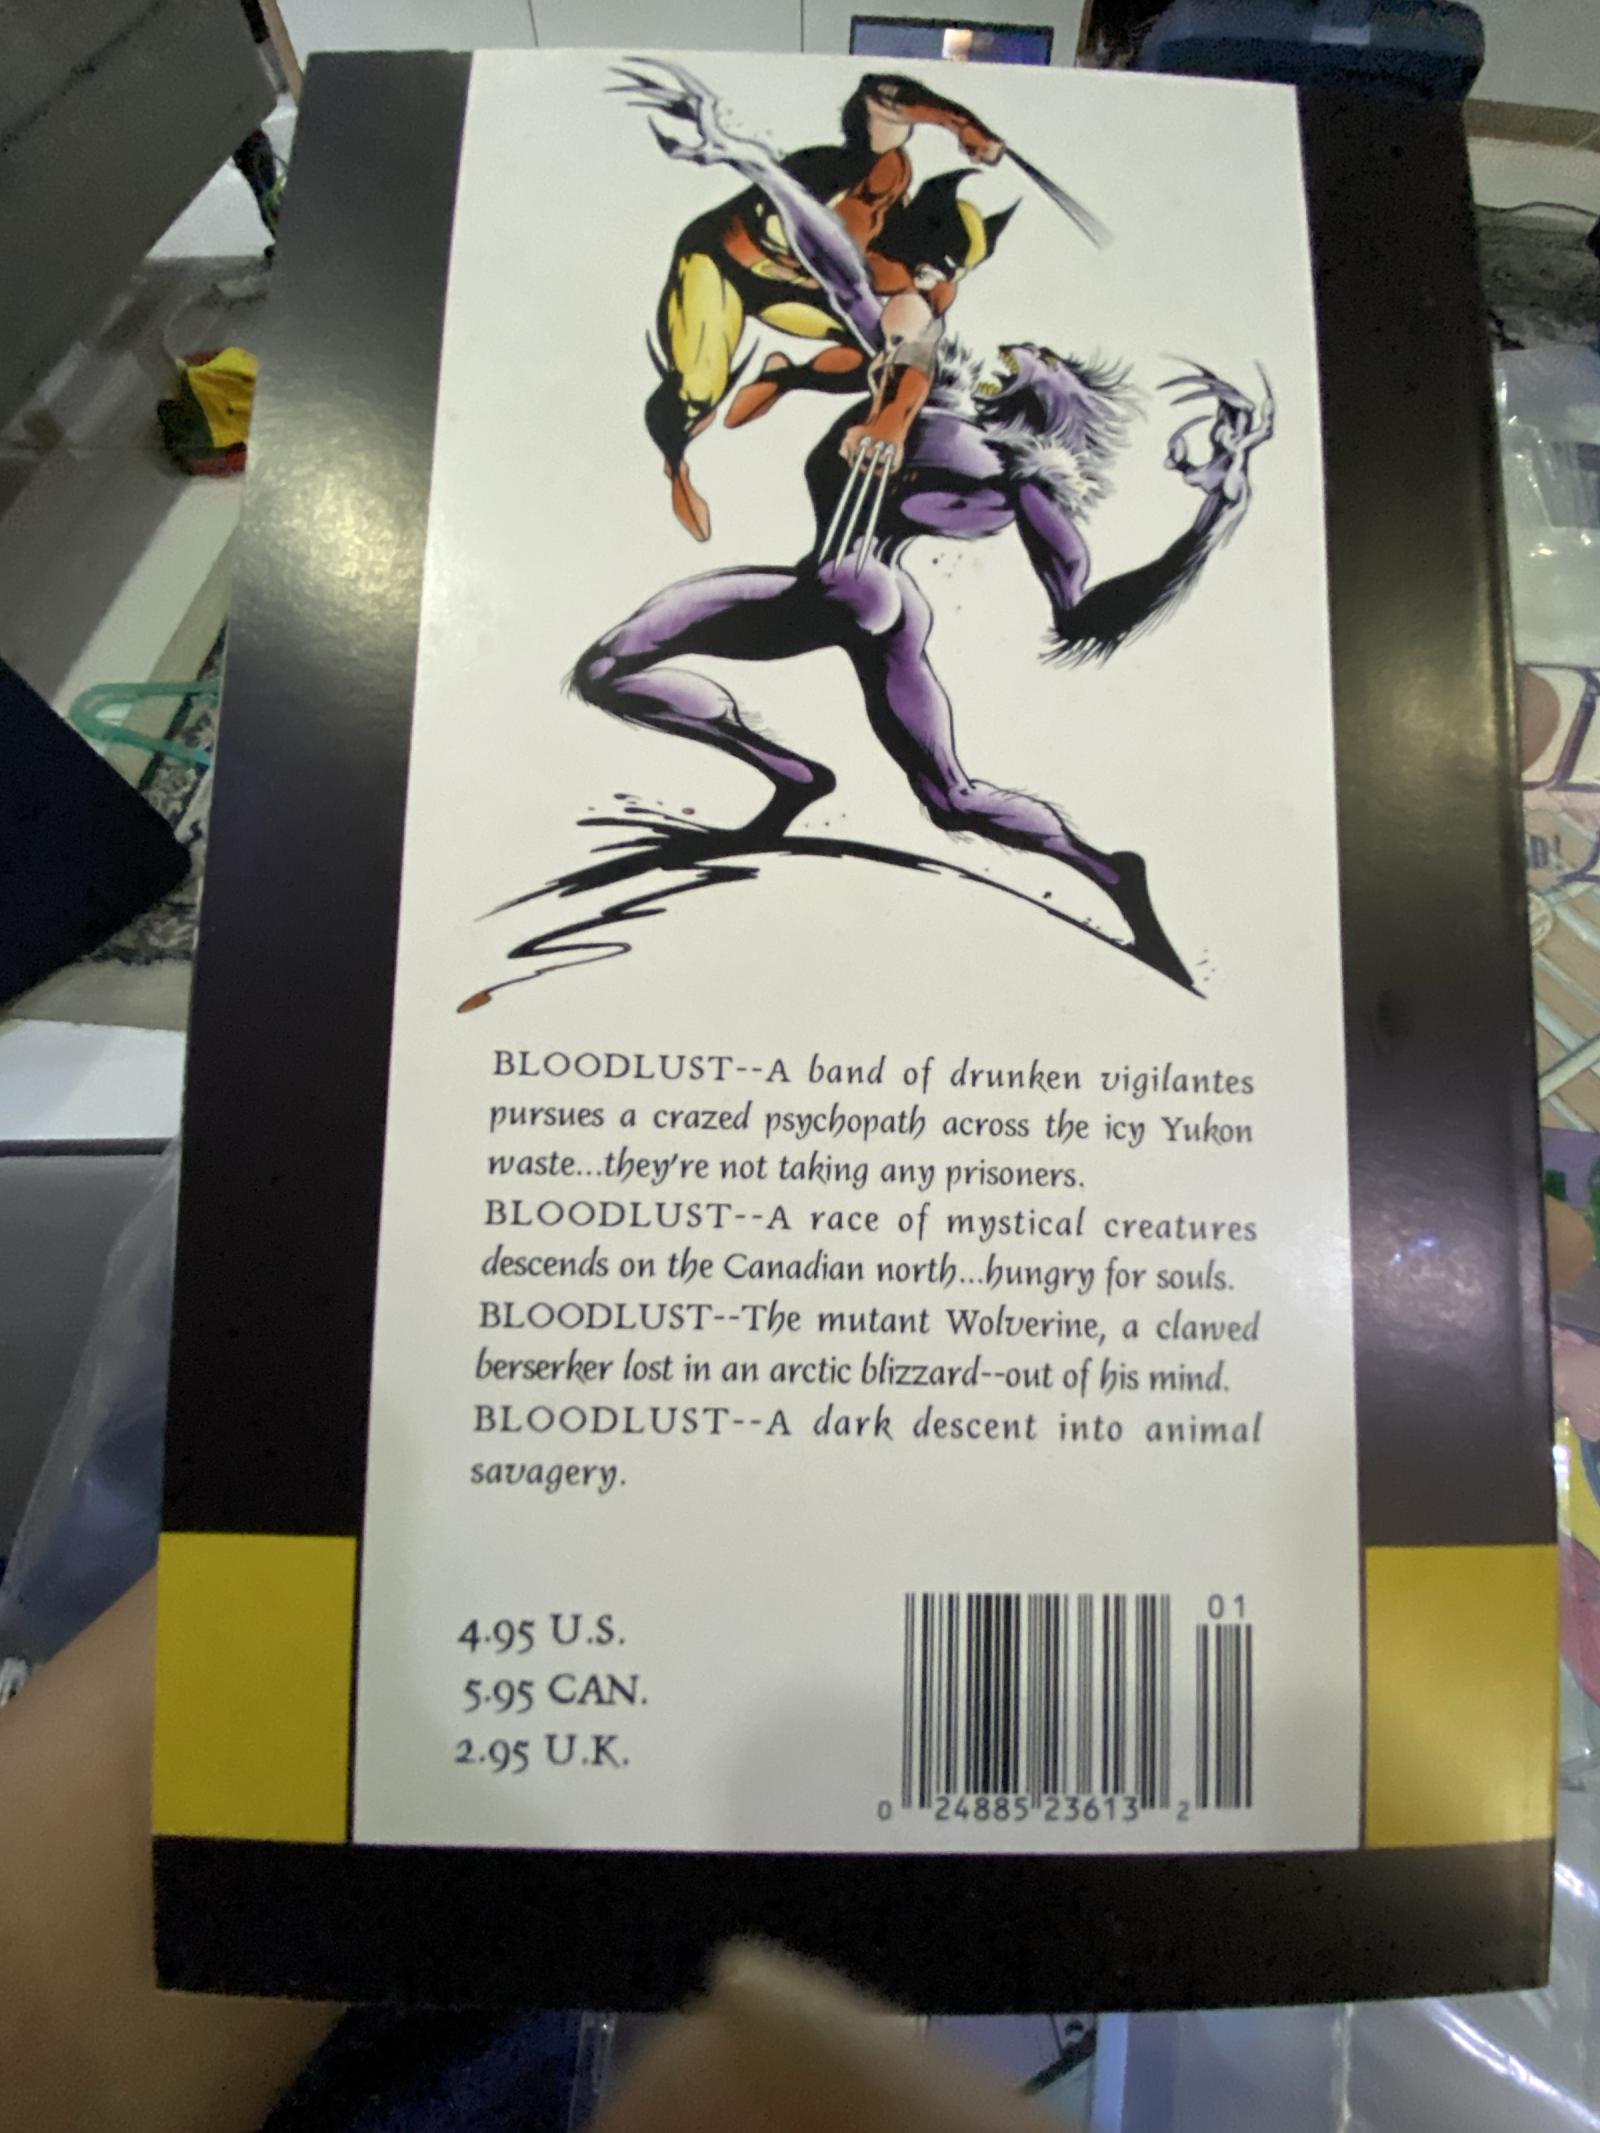 BLOODLUST--A band of drunken vigilantes
pursues a crazed psychopath across the icy Yukon
waste...they're not taking any prisoners.
BLOODLUST--A race of mystical creatures
descends on the Canadian north...hungry for souls.
BLOODLUST--The mutant Wolverine, a clawed
berserker lost in an arctic blizzard--out of his mind.
BLOODLUST--A dark descent into animal
savagery.
4.95 U.S.
5.95 CAN.
2.95 U.K.
01
0 24885 23613 2